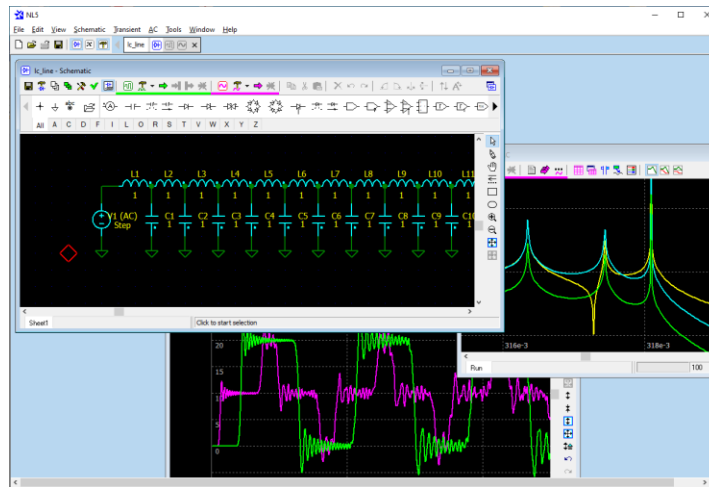 NL5
File Edit View Schematic Transient AC Tools Window Help
lc_line
lc_line - Schematic
All A C D F I L O R S T V W X Y Z
L1 L2 L3 L4 L5 L6 L7 L8 L9 L10 L11
1 1 1 1 1 1 1 1 1 1 1
V1 (AC) C1 C2 C3 C4 C5 C6 C7 C8 C9 C10
Step 1 1 1 1 1 1 1 1 1
Sheet1 Click to start selection
316e-3 318e-3
Run 100
20
15
10
5
0